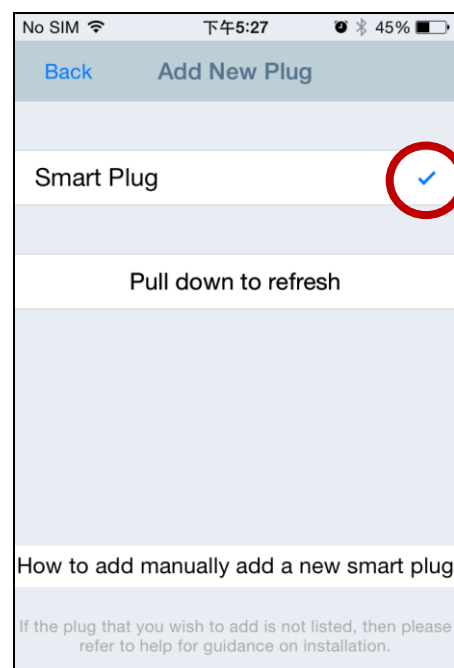 No SIM 下午5:27 45%
Back Add New Plug
Smart Plug
Pull down to refresh
How to add manually add a new smart plug
If the plug that you wish to add is not listed, then please
refer to help for guidance on installation.